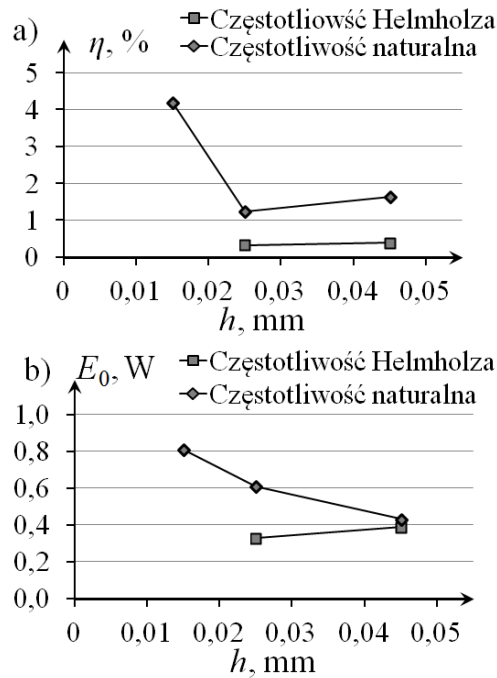 a)
η, %
Częstotliowść Helmholza
Częstotliwość naturalna
5
4
3
2
1
0
0 0,01 0,02 0,03 0,04 0,05
h, mm
b)
E0, W
Częstotliwość Helmholza
Częstotliwość naturalna
1,0
0,8
0,6
0,4
0,2
0,0
0 0,01 0,02 0,03 0,04 0,05
h, mm